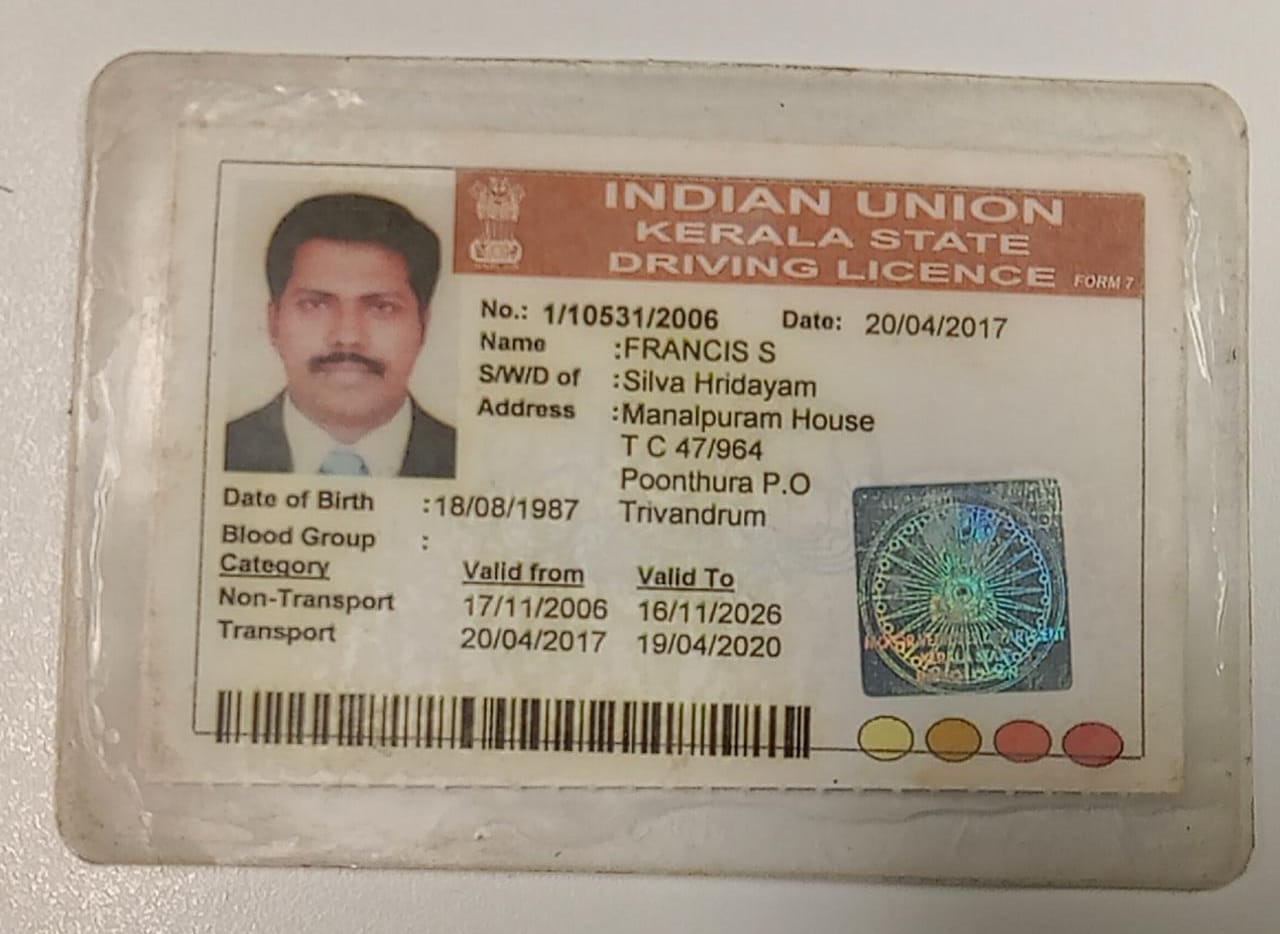 INDIAN UNION
KERALA STATE
DRIVING LICENCE FORM 7
No.: 1/10531/2006 Date: 20/04/2017
Name :FRANCIS S
S/W/D of :Silva Hridayam
Address :Manalpuram House
T C 47/964
Poonthura P.O
Trivandrum
Date of Birth :18/08/1987
Blood Group :
Category Valid from Valid To
Non-Transport 17/11/2006 16/11/2026
Transport 20/04/2017 19/04/2020